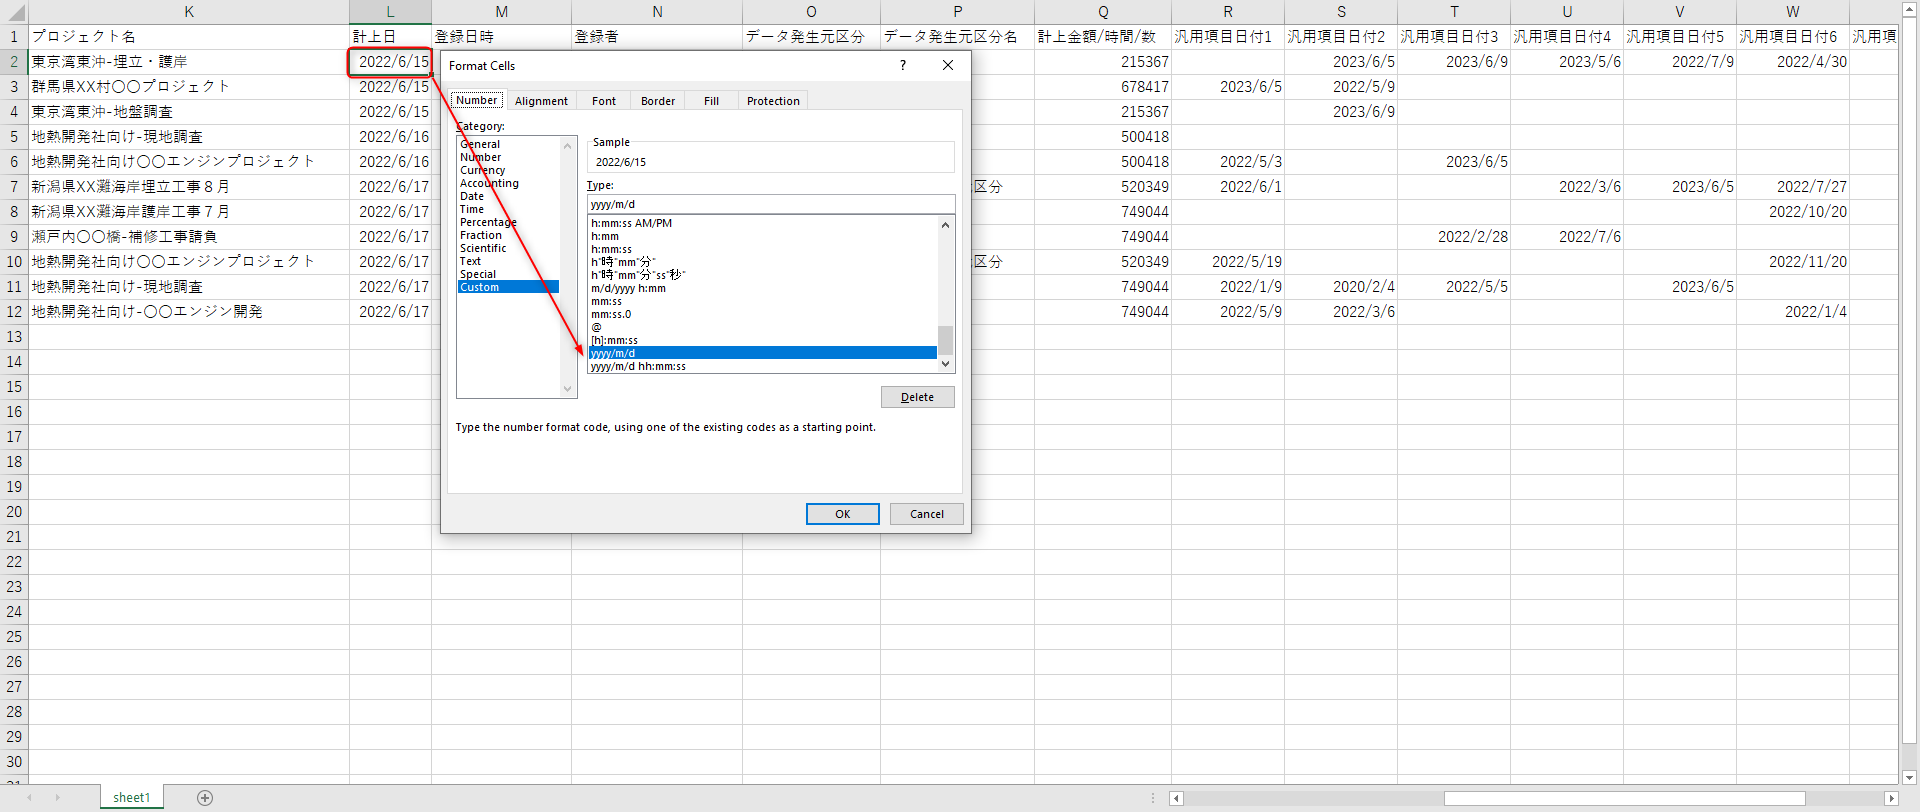 K L M N O P Q R S T U V W
1 プロジェクト名 計上日 登録日時 登録者 データ発生元区分 データ発生元区分名 計上金額/時間/数 汎用項目日付1 汎用項目日付2 汎用項目日付3 汎用項目日付4 汎用項目日付5 汎用項目日付6 汎用項
2 東京湾東沖-埋立・護岸 2022/6/15 215367 2023/6/5 2023/6/9 2023/5/6 2022/7/9 2022/4/30
3 群馬県XX村〇〇プロジェクト 2022/6/15 678417 2023/6/5 2022/5/9
4 東京湾東沖-地盤調査 2022/6/15 215367 2023/6/9
5 地熱開発社向け-現地調査 2022/6/16 500418
6 地熱開発社向け〇〇エンジンプロジェクト 2022/6/16 500418 2022/5/3 2023/6/5
7 新潟県XX灘海岸埋立工事８月 2022/6/17 区分 520349 2022/6/1 2022/3/6 2023/6/5 2022/7/27
8 新潟県XX灘海岸護岸工事７月 2022/6/17 749044 2022/10/20
9 瀬戸内〇〇橋-補修工事請負 2022/6/17 749044 2022/2/28 2022/7/6
10 地熱開発社向け〇〇エンジンプロジェクト 2022/6/17 区分 520349 2022/5/19 2022/11/20
11 地熱開発社向け-現地調査 2022/6/17 749044 2022/1/9 2020/2/4 2022/5/5 2023/6/5
12 地熱開発社向け-〇〇エンジン開発 2022/6/17 749044 2022/5/9 2022/3/6 2022/1/4
13
14
15
16
17
18
19
20
21
22
23
24
25
26
27
28
29
30
Format Cells ?
Number Alignment Font Border Fill Protection
Category:
General
Number
Currency
Accounting
Date
Time
Percentage
Fraction
Scientific
Text
Special
Custom
Sample
2022/6/15
Type:
yyyy/m/d
h:mm:ss AM/PM
h:mm
h:mm:ss
h"時"mm"分"
h"時"mm"分"ss"秒"
m/d/yyyy h:mm
mm:ss
mm:ss.0
@
[h]:mm:ss
yyyy/m/d
yyyy/m/d hh:mm:ss
Delete
Type the number format code, using one of the existing codes as a starting point.
OK Cancel
sheet1